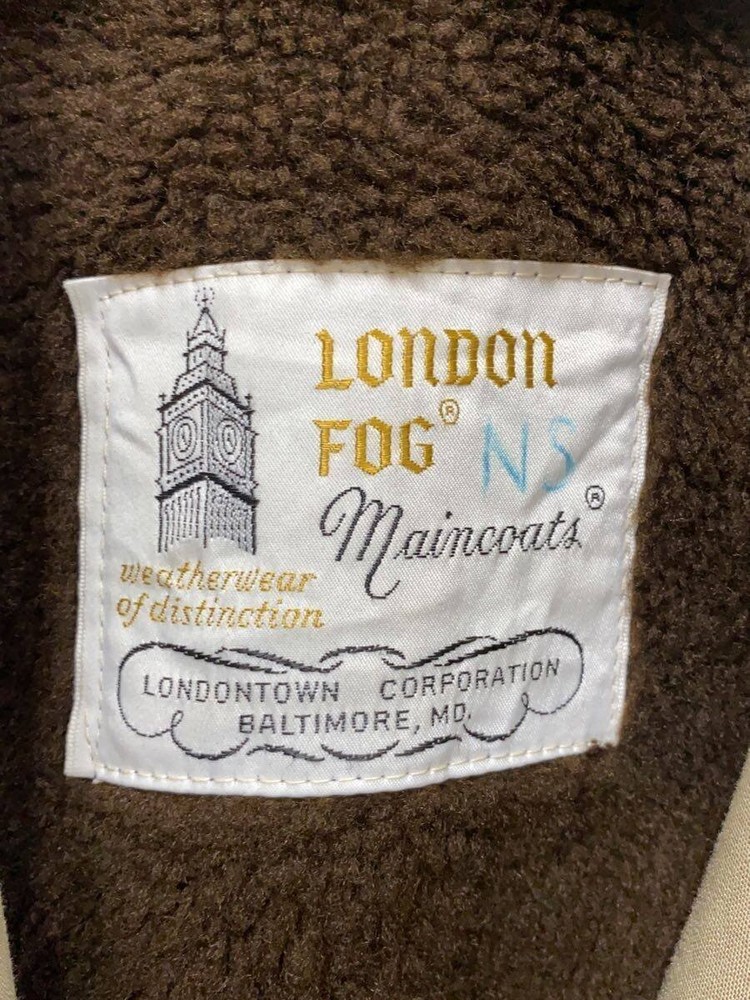 LONDON
FOG® NS
Maincoats®
weatherwear
of distinction
LONDONTOWN CORPORATION
BALTIMORE, MD.